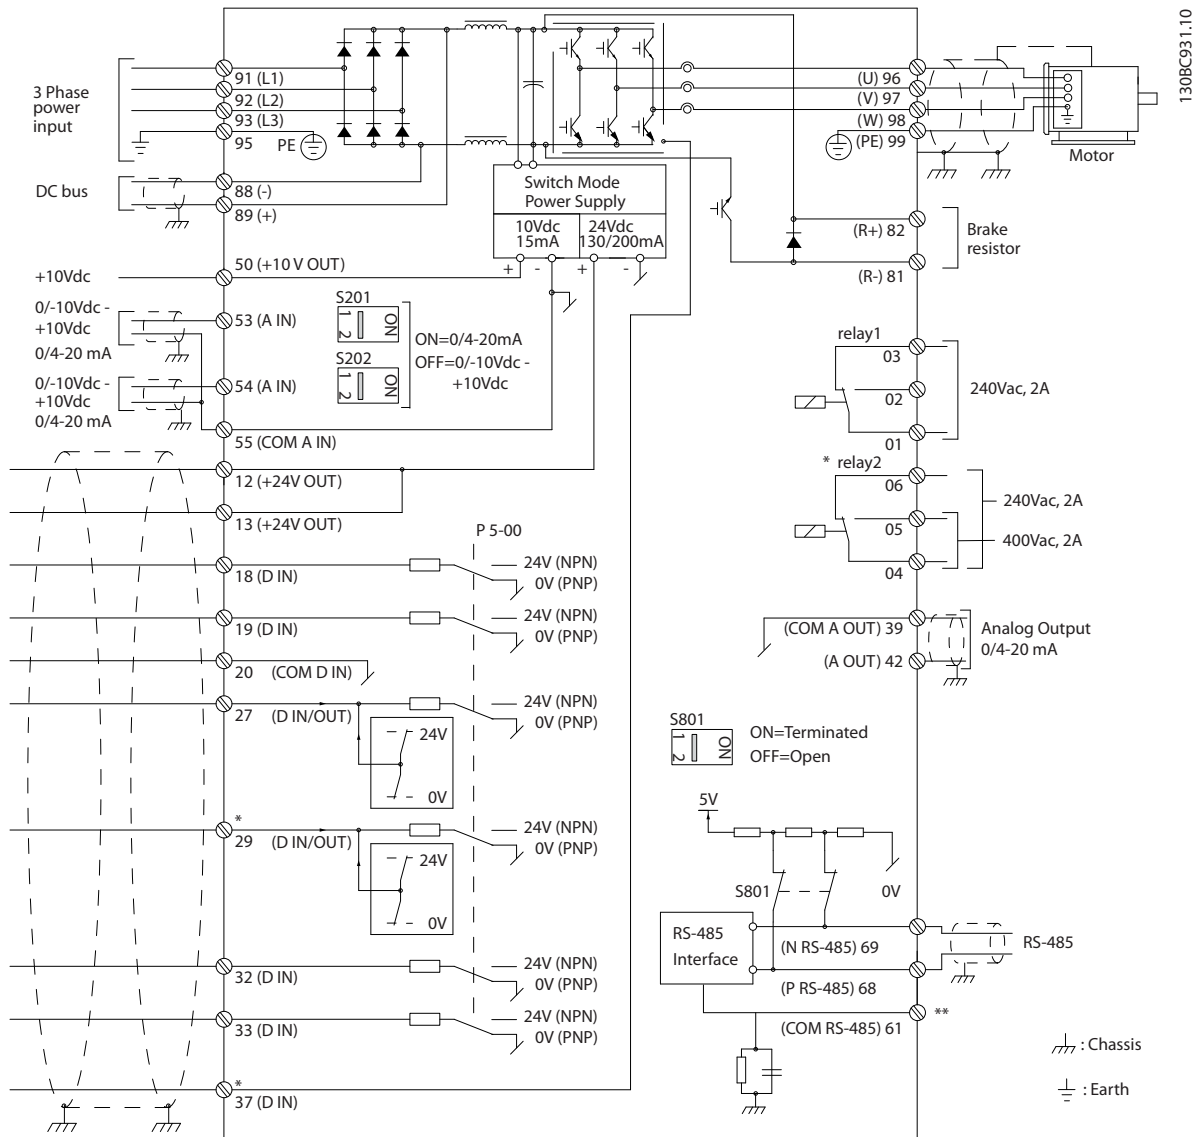 130BC931.10
3 Phase
power
input
91 (L1)
92 (L2)
93 (L3)
95
PE
DC bus
88 (-)
89 (+)
+10Vdc
50 (+10 V OUT)
0/-10Vdc -
+10Vdc
0/4-20 mA
53 (A IN)
0/-10Vdc -
+10Vdc
0/4-20 mA
54 (A IN)
55 (COM A IN)
12 (+24V OUT)
13 (+24V OUT)
18 (D IN)
19 (D IN)
20 (COM D IN)
27 (D IN/OUT)
24V
0V
*
29 (D IN/OUT)
24V
0V
32 (D IN)
33 (D IN)
*
37 (D IN)
Switch Mode
Power Supply
10Vdc
15mA
24Vdc
130/200mA
+ - + -
S201
1 2 ON
S202
1 2 ON
ON=0/4-20mA
OFF=0/-10Vdc -
+10Vdc
P 5-00
24V (NPN)
0V (PNP)
24V (NPN)
0V (PNP)
24V (NPN)
0V (PNP)
24V (NPN)
0V (PNP)
24V (NPN)
0V (PNP)
24V (NPN)
0V (PNP)
(U) 96
(V) 97
(W) 98
(PE) 99
Motor
(R+) 82
Brake
resistor
(R-) 81
relay1
03
02
01
240Vac, 2A
* relay2
06
05
04
240Vac, 2A
400Vac, 2A
(COM A OUT) 39
(A OUT) 42
Analog Output
0/4-20 mA
S801
1 2 ON
ON=Terminated
OFF=Open
5V
S801
0V
RS-485
Interface
(N RS-485) 69
(P RS-485) 68
(COM RS-485) 61
**
RS-485
: Chassis
: Earth